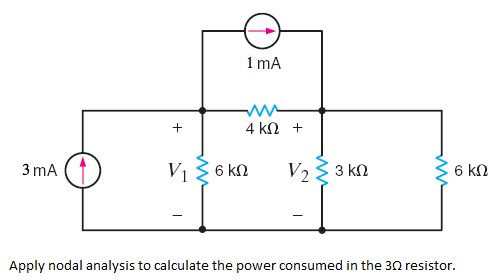 1 mA
4 kΩ +
+
3 mA V₁ 6 kΩ V₂ 3 kΩ 6 kΩ
– –
Apply nodal analysis to calculate the power consumed in the 3Ω resistor.